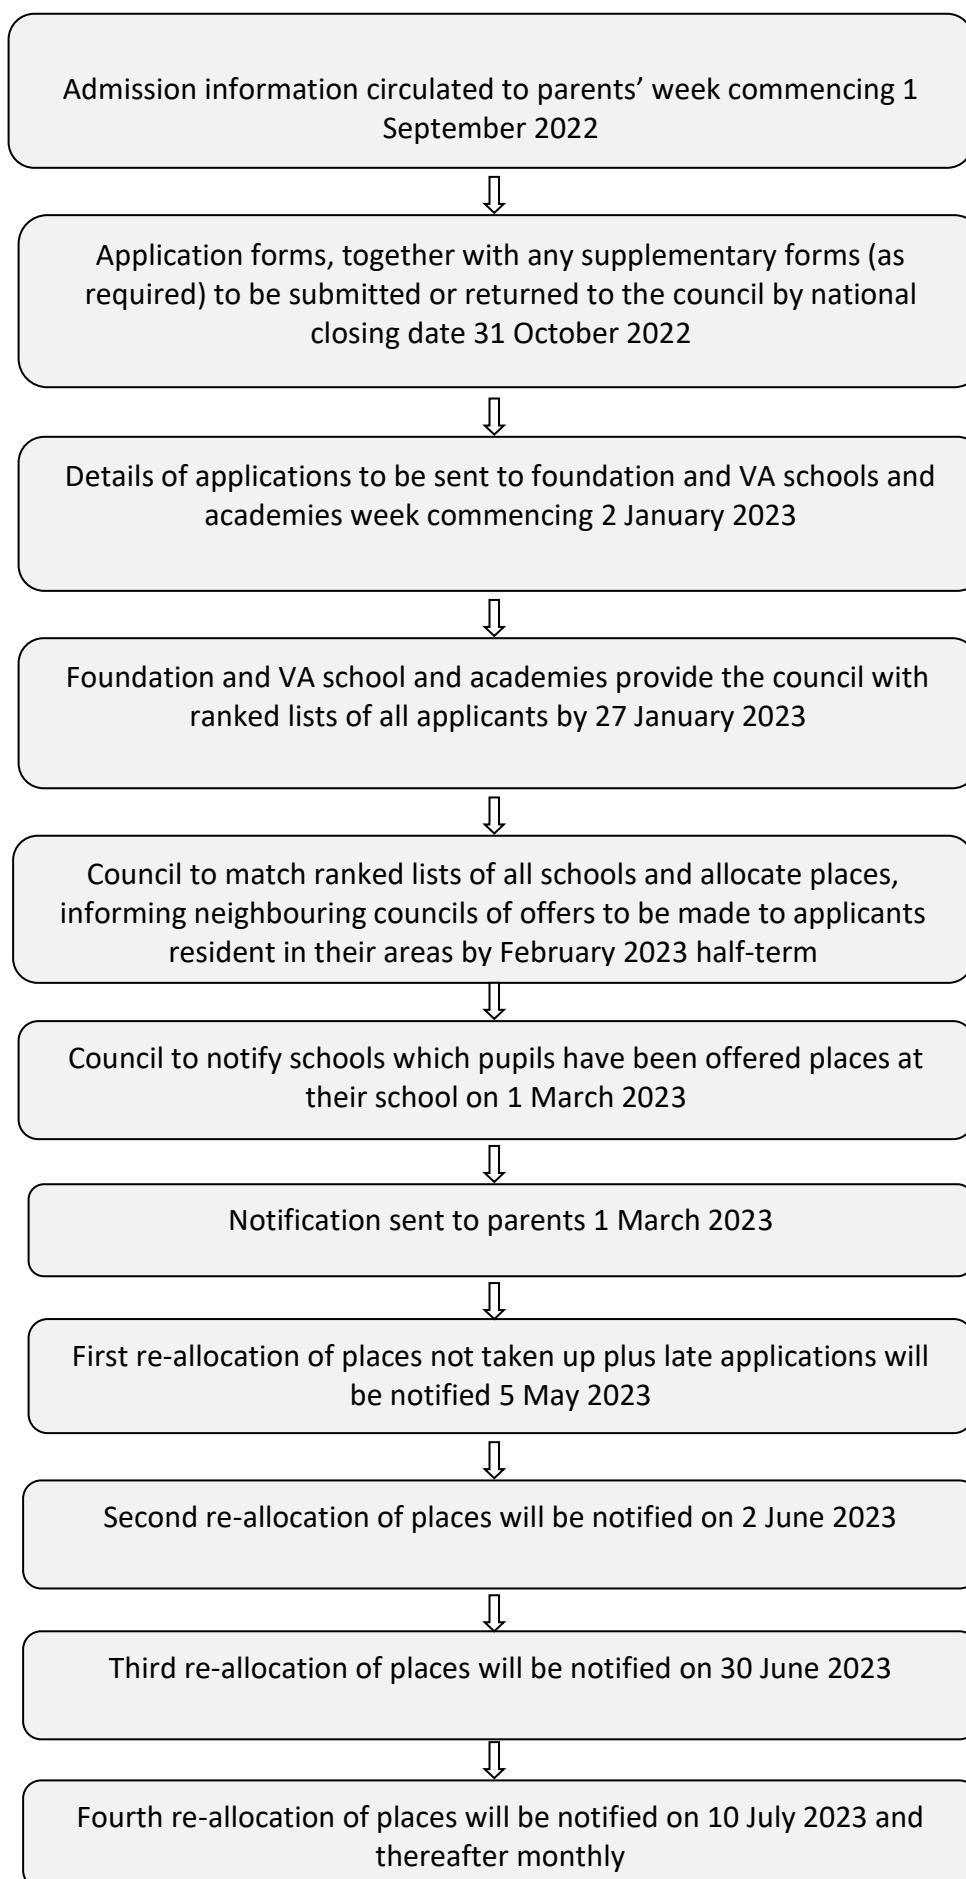 Admission information circulated to parents’ week commencing 1
September 2022
Application forms, together with any supplementary forms (as
required) to be submitted or returned to the council by national
closing date 31 October 2022
Details of applications to be sent to foundation and VA schools and
academies week commencing 2 January 2023
Foundation and VA school and academies provide the council with
ranked lists of all applicants by 27 January 2023
Council to match ranked lists of all schools and allocate places,
informing neighbouring councils of offers to be made to applicants
resident in their areas by February 2023 half-term
Council to notify schools which pupils have been offered places at
their school on 1 March 2023
Notification sent to parents 1 March 2023
First re-allocation of places not taken up plus late applications will
be notified 5 May 2023
Second re-allocation of places will be notified on 2 June 2023
Third re-allocation of places will be notified on 30 June 2023
Fourth re-allocation of places will be notified on 10 July 2023 and
thereafter monthly